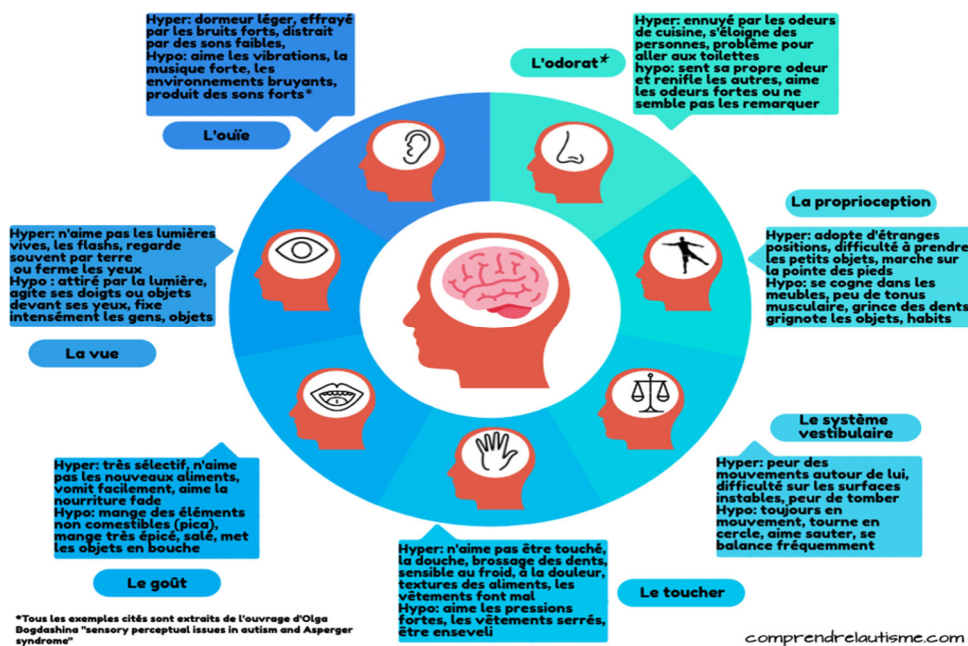 Hyper: dormeur léger, effrayé
par les bruits forts, distrait
par des sons faibles,
Hypo: aime les vibrations, la
musique forte, les
environnements bruyants,
produit des sons forts*
L'ouïe
Hyper: ennuyé par les odeurs
de cuisine, s'éloigne des
personnes, problème pour
aller aux toilettes
hypo: sent sa propre odeur
et renifle les autres, aime
les odeurs fortes ou ne
semble pas les remarquer
L'odorat*
La proprioception
Hyper: adopte d'étranges
positions, difficulté à prendre
les petits objets, marche sur
la pointe des pieds
Hypo: se cogne dans les
meubles, peu de tonus
musculaire, grince des dents
grignote les objets, habits
Hyper: n'aime pas les lumières
vives, les flashs, regarde
souvent par terre
ou ferme les yeux
Hypo : attiré par la lumière,
agite ses doigts ou objets
devant ses yeux, fixe
intensément les gens, objets
La vue
Le système
vestibulaire
Hyper: peur des
mouvements autour de lui,
difficulté sur les surfaces
instables, peur de tomber
Hypo: toujours en
mouvement, tourne en
cercle, aime sauter, se
balance fréquemment
Hyper: très sélectif, n'aime
pas les nouveaux aliments,
vomit facilement, aime la
nourriture fade
Hypo: mange des éléments
non comestibles (pica),
mange très épicé, salé, met
les objets en bouche
Le goût
Hyper: n'aime pas être touché,
la douche, brossage des dents,
sensible au froid, à la douleur,
textures des aliments, les
vêtements font mal
Hypo: aime les pressions
fortes, les vêtements serrés,
être enseveli
Le toucher
*Tous les exemples cités sont extraits de l'ouvrage d'Olga
Bogdashina "sensory perceptual issues in autism and Asperger
syndrome"
comprendrelautisme.com